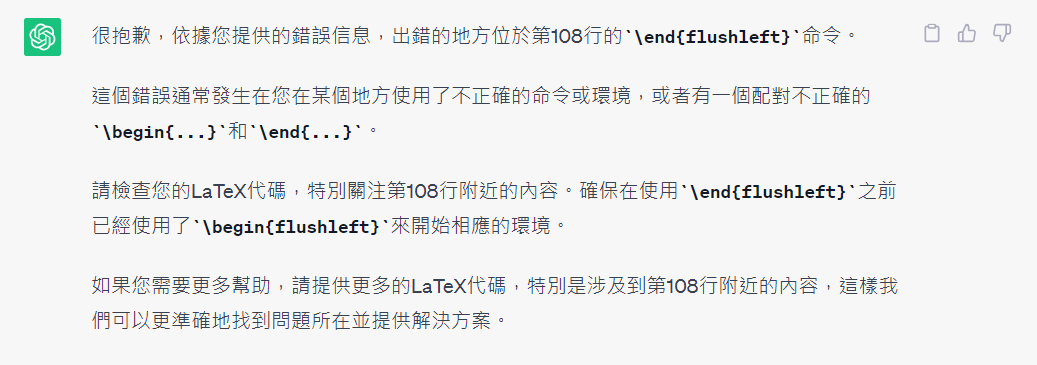 很抱歉，依據您提供的錯誤信息，出錯的地方位於第108行的`\end{flushleft}`命令。
這個錯誤通常發生在您在某個地方使用了不正確的命令或環境，或者有一個配對不正確的
`\begin{...}`和`\end{...}`。
請檢查您的LaTeX代碼，特別關注第108行附近的內容。確保在使用`\end{flushleft}`之前
已經使用了`\begin{flushleft}`來開始相應的環境。
如果您需要更多幫助，請提供更多的LaTeX代碼，特別是涉及到第108行附近的內容，這樣我
們可以更準確地找到問題所在並提供解決方案。